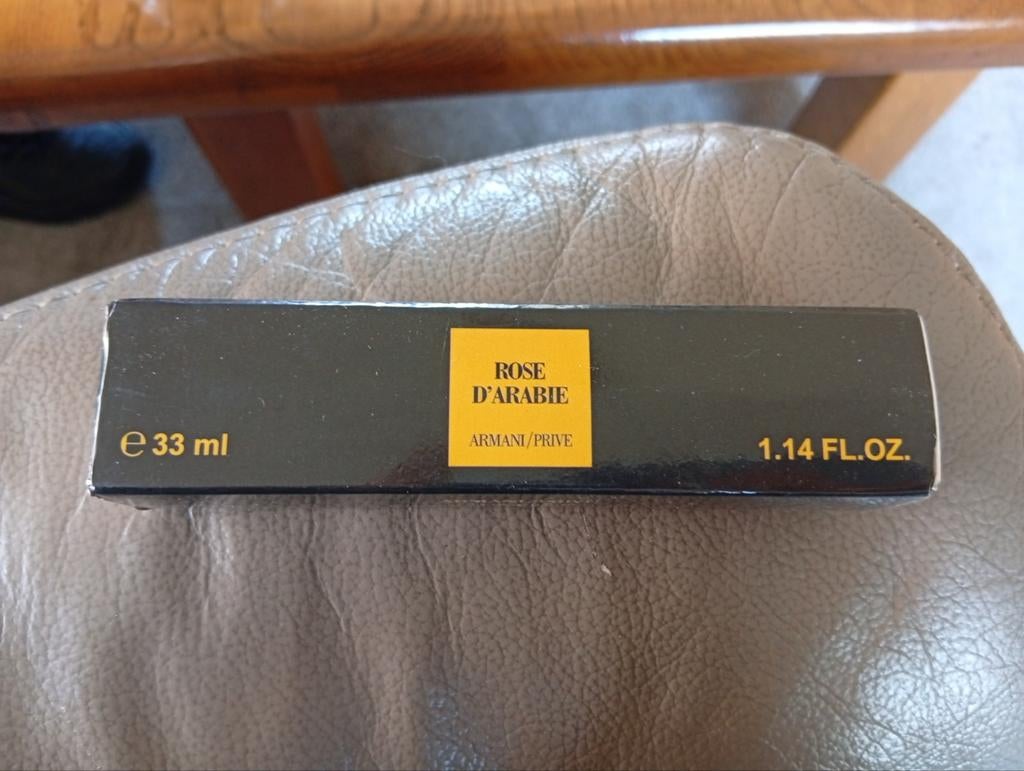 ROSE
D'ARABIE
ARMANI/PRIVE
℮ 33 ml
1.14 FL.OZ.